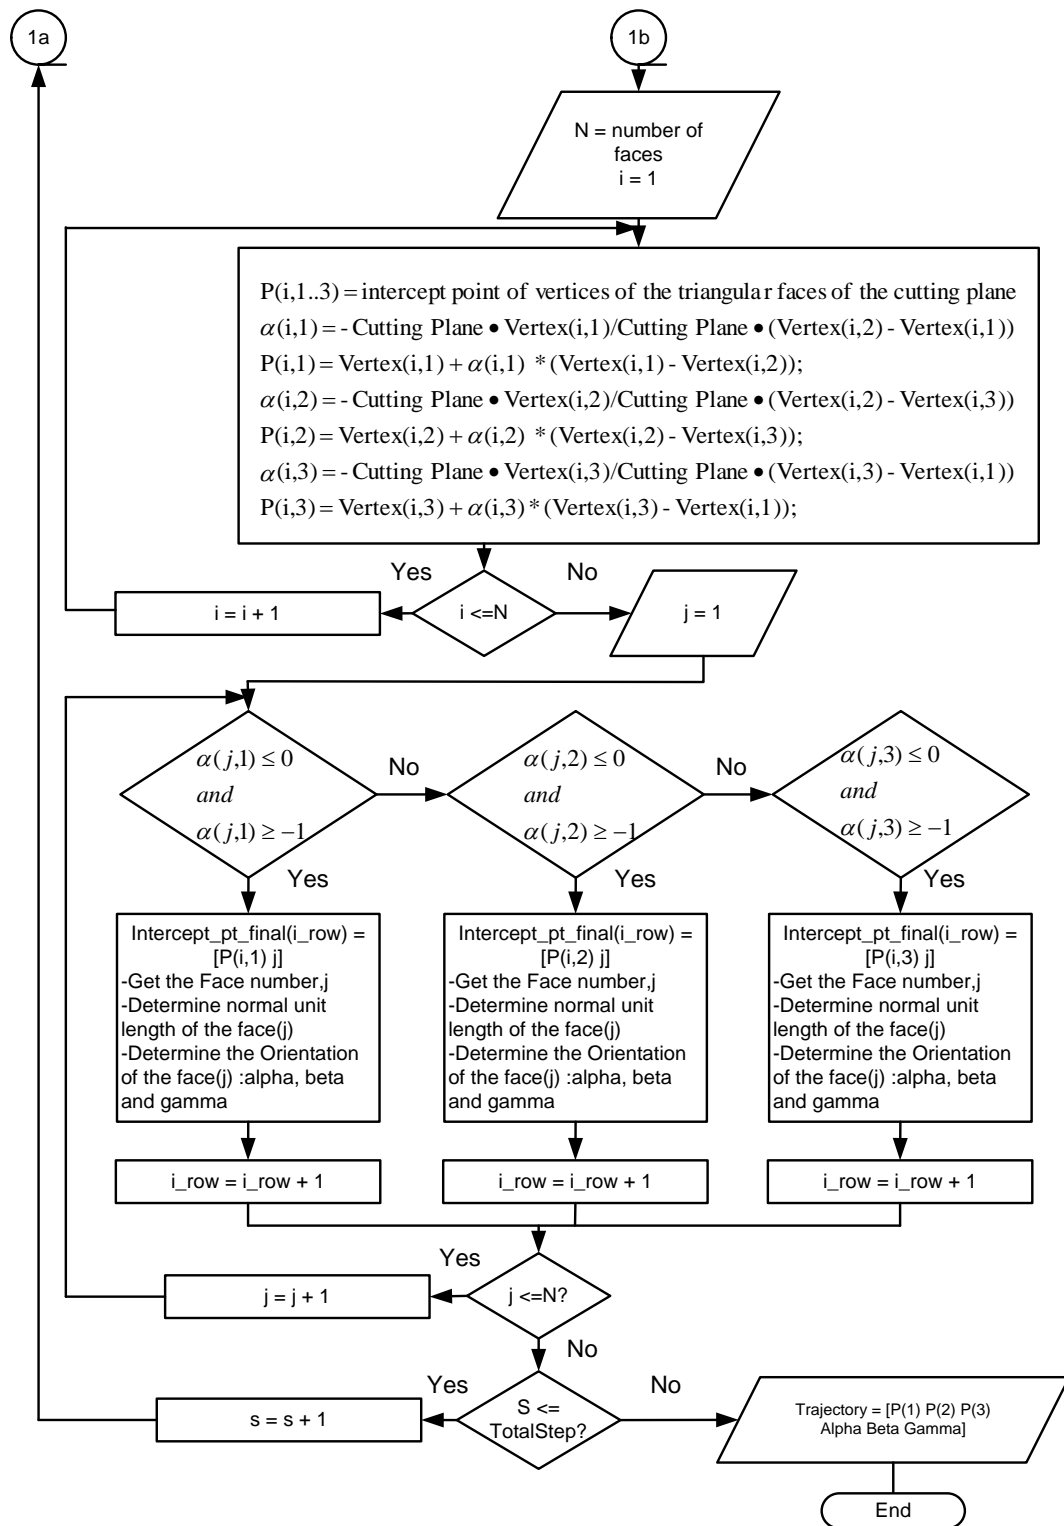 1a
1b
N = number of
faces
i = 1
P(i,1..3) = intercept point of vertices of the triangular faces of the cutting plane
α(i,1) = - Cutting Plane • Vertex(i,1)/Cutting Plane • (Vertex(i,2) - Vertex(i,1))
P(i,1) = Vertex(i,1) + α(i,1) * (Vertex(i,1) - Vertex(i,2));
α(i,2) = - Cutting Plane • Vertex(i,2)/Cutting Plane • (Vertex(i,2) - Vertex(i,3))
P(i,2) = Vertex(i,2) + α(i,2) * (Vertex(i,2) - Vertex(i,3));
α(i,3) = - Cutting Plane • Vertex(i,3)/Cutting Plane • (Vertex(i,3) - Vertex(i,1))
P(i,3) = Vertex(i,3) + α(i,3) * (Vertex(i,3) - Vertex(i,1));
Yes
No
i = i + 1
i <=N
j = 1
α(j,1) ≤ 0
and
α(j,1) ≥ −1
No
α(j,2) ≤ 0
and
α(j,2) ≥ −1
No
α(j,3) ≤ 0
and
α(j,3) ≥ −1
Yes
Yes
Yes
Intercept_pt_final(i_row) =
[P(i,1) j]
-Get the Face number,j
-Determine normal unit
length of the face(j)
-Determine the Orientation
of the face(j) :alpha, beta
and gamma
Intercept_pt_final(i_row) =
[P(i,2) j]
-Get the Face number,j
-Determine normal unit
length of the face(j)
-Determine the Orientation
of the face(j) :alpha, beta
and gamma
Intercept_pt_final(i_row) =
[P(i,3) j]
-Get the Face number,j
-Determine normal unit
length of the face(j)
-Determine the Orientation
of the face(j) :alpha, beta
and gamma
i_row = i_row + 1
i_row = i_row + 1
i_row = i_row + 1
Yes
j = j + 1
j <=N?
No
Yes
No
s = s + 1
S <=
TotalStep?
Trajectory = [P(1) P(2) P(3)
Alpha Beta Gamma]
End